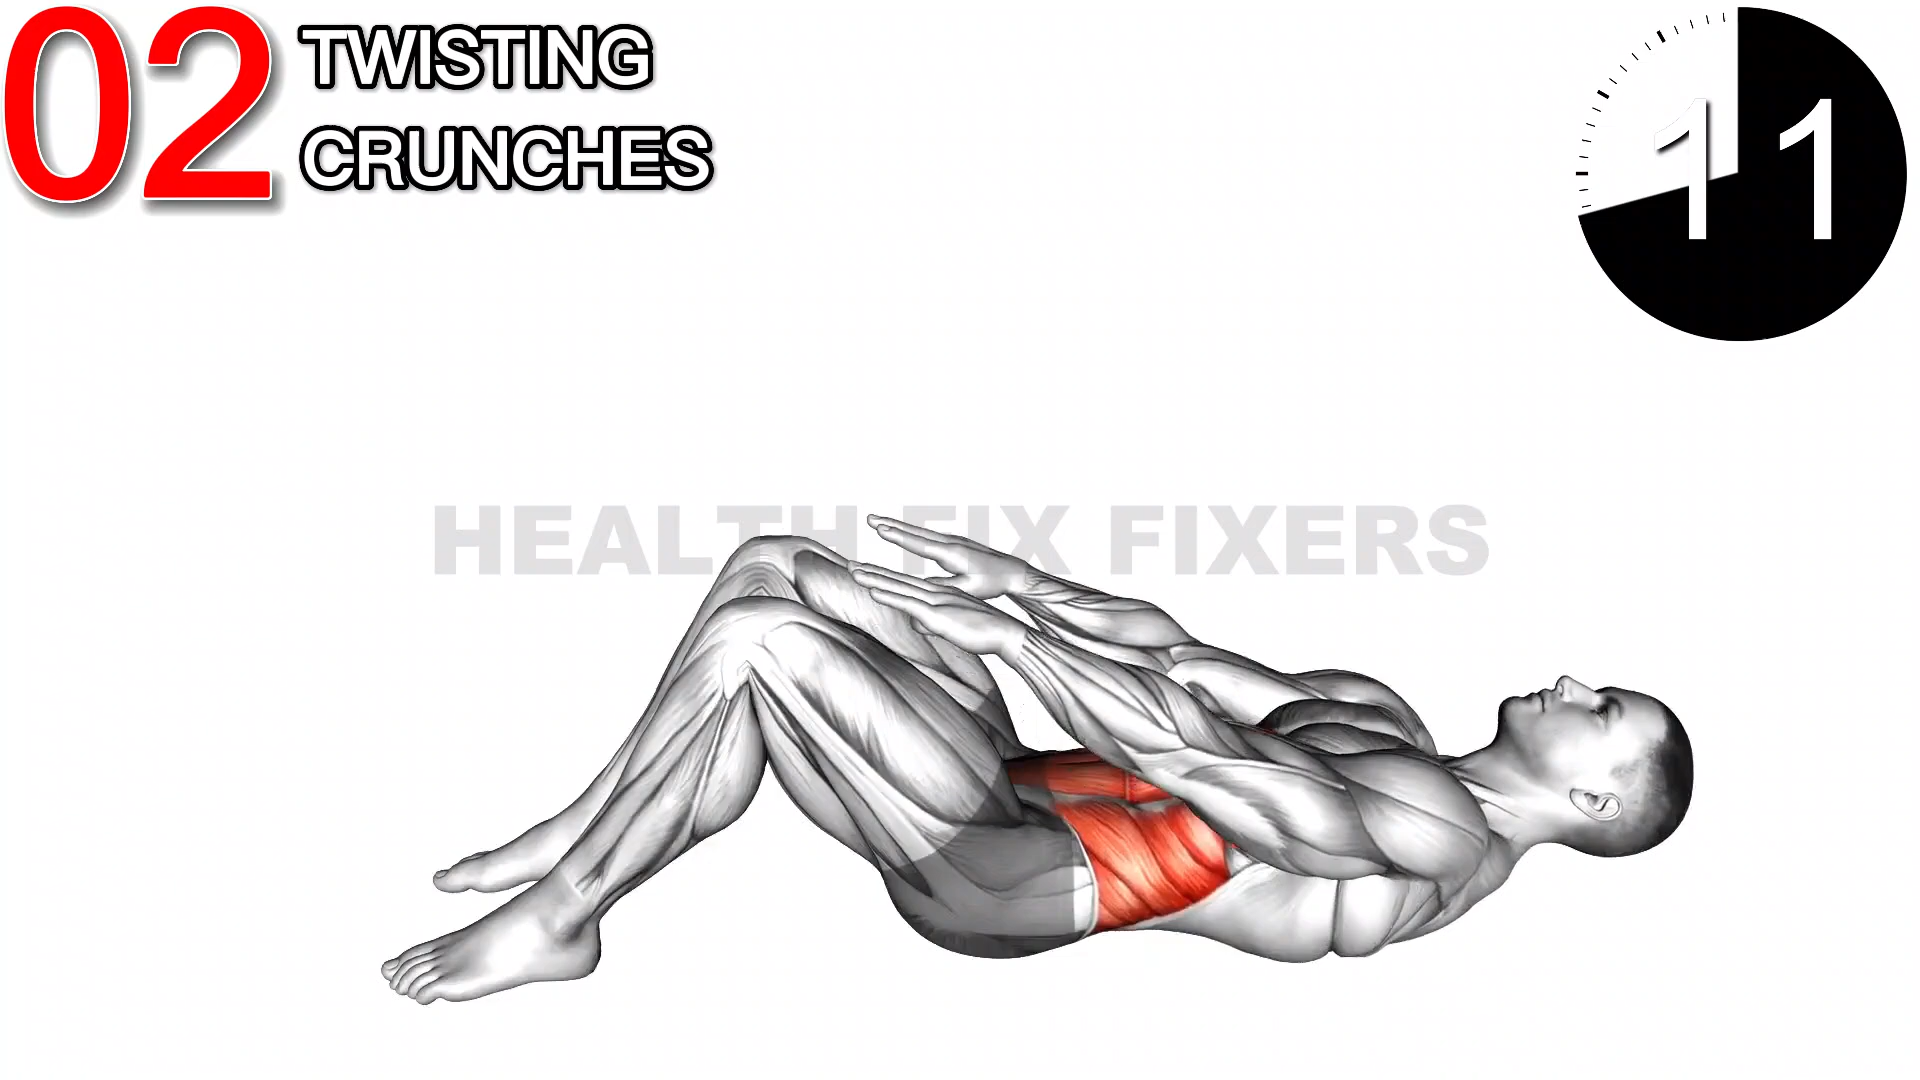 02
TWISTING
CRUNCHES
11
HEALTH FIX FIXERS